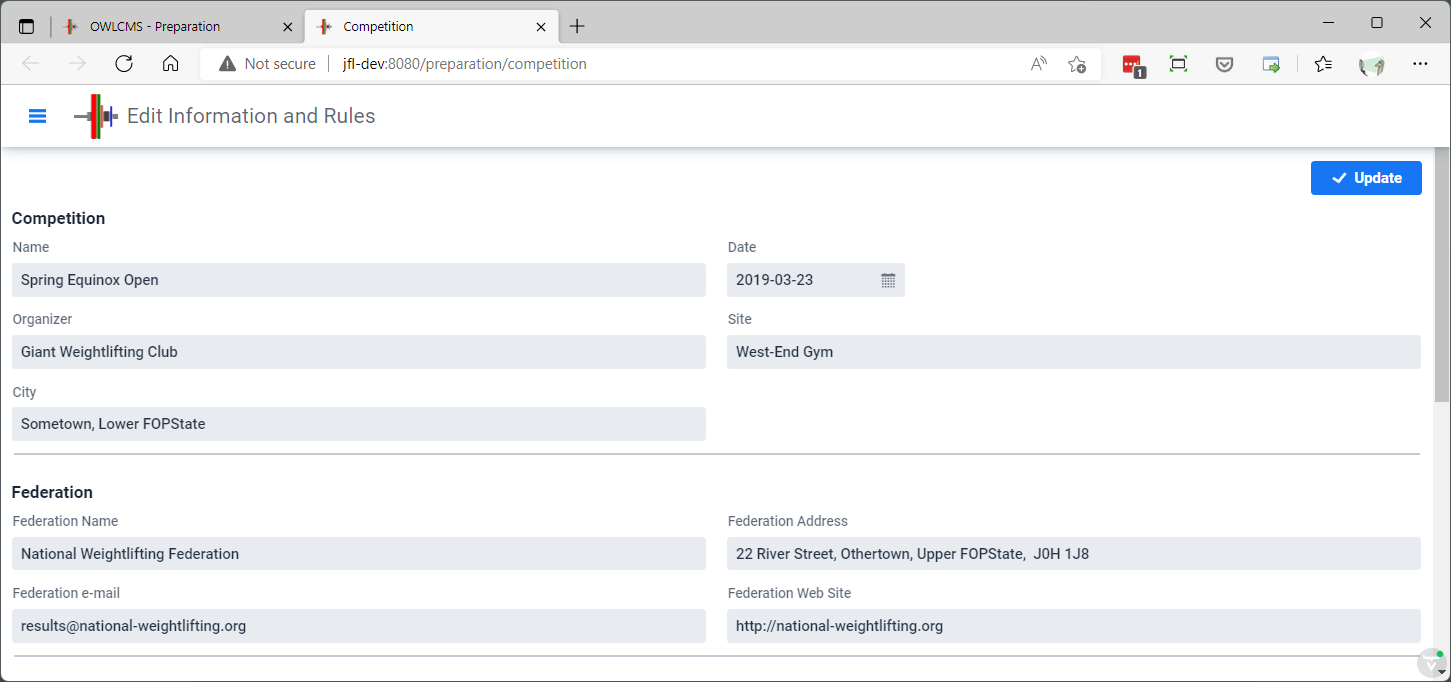 OWLCMS - Preparation
Competition
Not secure
jfl-dev:8080/preparation/competition
1
Edit Information and Rules
Update
Competition
Name
Date
Spring Equinox Open
2019-03-23
Organizer
Site
Giant Weightlifting Club
West-End Gym
City
Sometown, Lower FOPState
Federation
Federation Name
Federation Address
National Weightlifting Federation
22 River Street, Othertown, Upper FOPState,  J0H 1J8
Federation e-mail
Federation Web Site
results@national-weightlifting.org
http://national-weightlifting.org